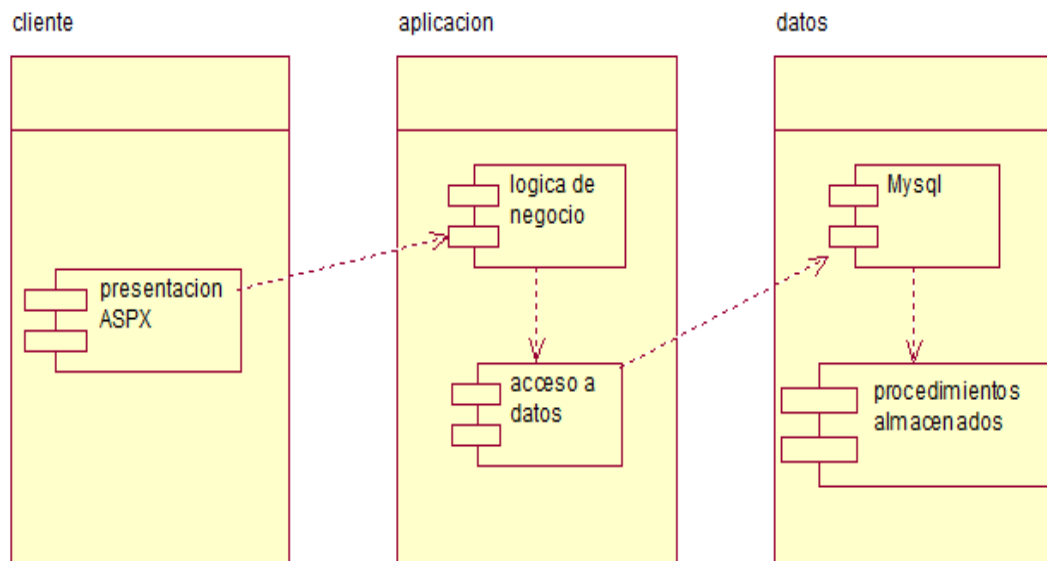 cliente
aplicacion
datos
presentacion
ASPX
logica de
negocio
acceso a
datos
Mysql
procedimientos
almacenados